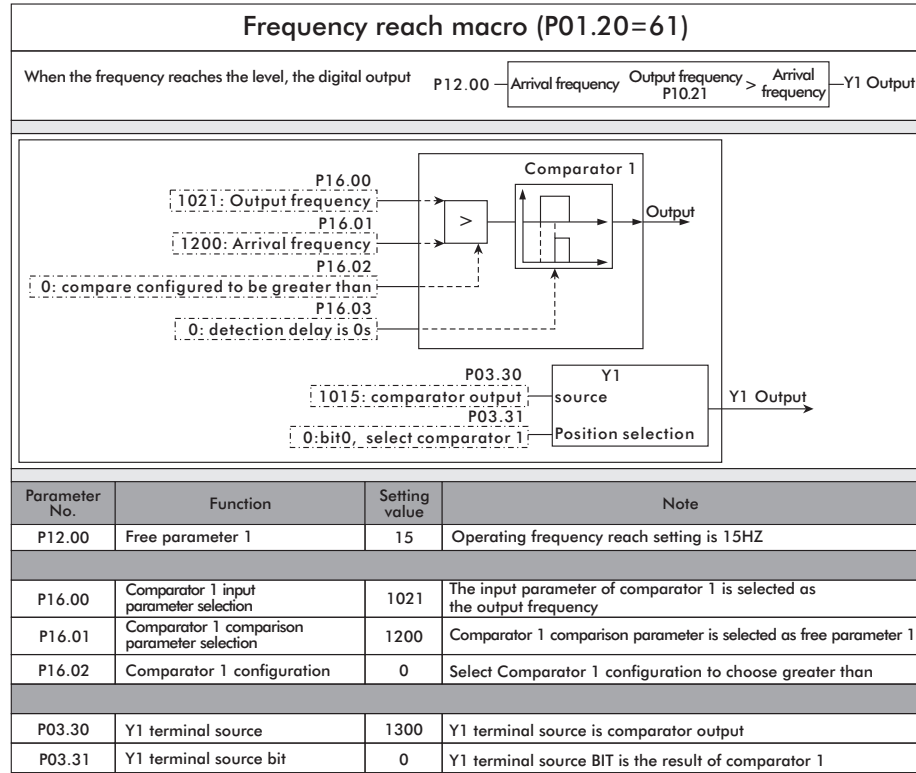 Frequency reach macro (P01.20=61)
When the frequency reaches the level, the digital output
P12.00
Arrival frequency
Output frequency
P10.21
>
Arrival
frequency
Y1 Output
Comparator 1
P16.00
1021: Output frequency
P16.01
1200: Arrival frequency
P16.02
0: compare configured to be greater than
P16.03
0: detection delay is 0s
>
Output
P03.30
1015: comparator output
P03.31
0:bit0, select comparator 1
Y1
source
Position selection
Y1 Output
Parameter
No.
Function
Setting
value
Note
P12.00 Free parameter 1 15 Operating frequency reach setting is 15HZ
P16.00
Comparator 1 input
parameter selection
1021
The input parameter of comparator 1 is selected as
the output frequency
P16.01
Comparator 1 comparison
parameter selection
1200
Comparator 1 comparison parameter is selected as free parameter 1
P16.02 Comparator 1 configuration 0 Select Comparator 1 configuration to choose greater than
P03.30 Y1 terminal source 1300 Y1 terminal source is comparator output
P03.31 Y1 terminal source bit 0 Y1 terminal source BIT is the result of comparator 1